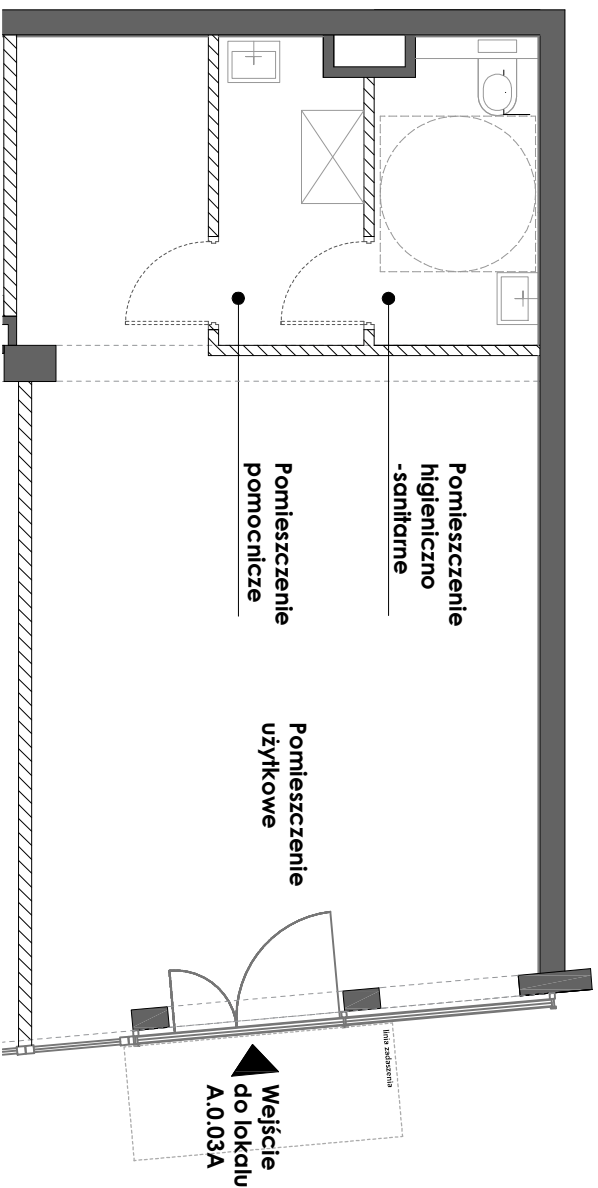 Pomieszczenie
higieniczno
-sanitarne
Pomieszczenie
pomocnicze
Pomieszczenie
użytkowe
linia zadaszenia
Wejście
do lokalu
A.0.03A